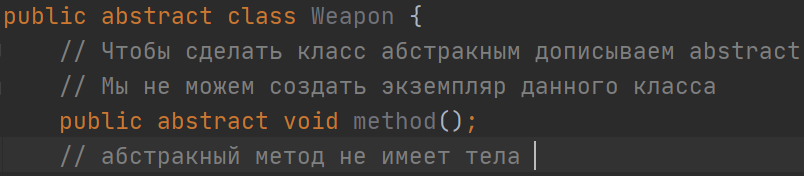 public abstract class Weapon {
// Чтобы сделать класс абстракным дописываем abstract
// Мы не можем создать экземпляр данного класса
public abstract void method();
// абстракный метод не имеет тела